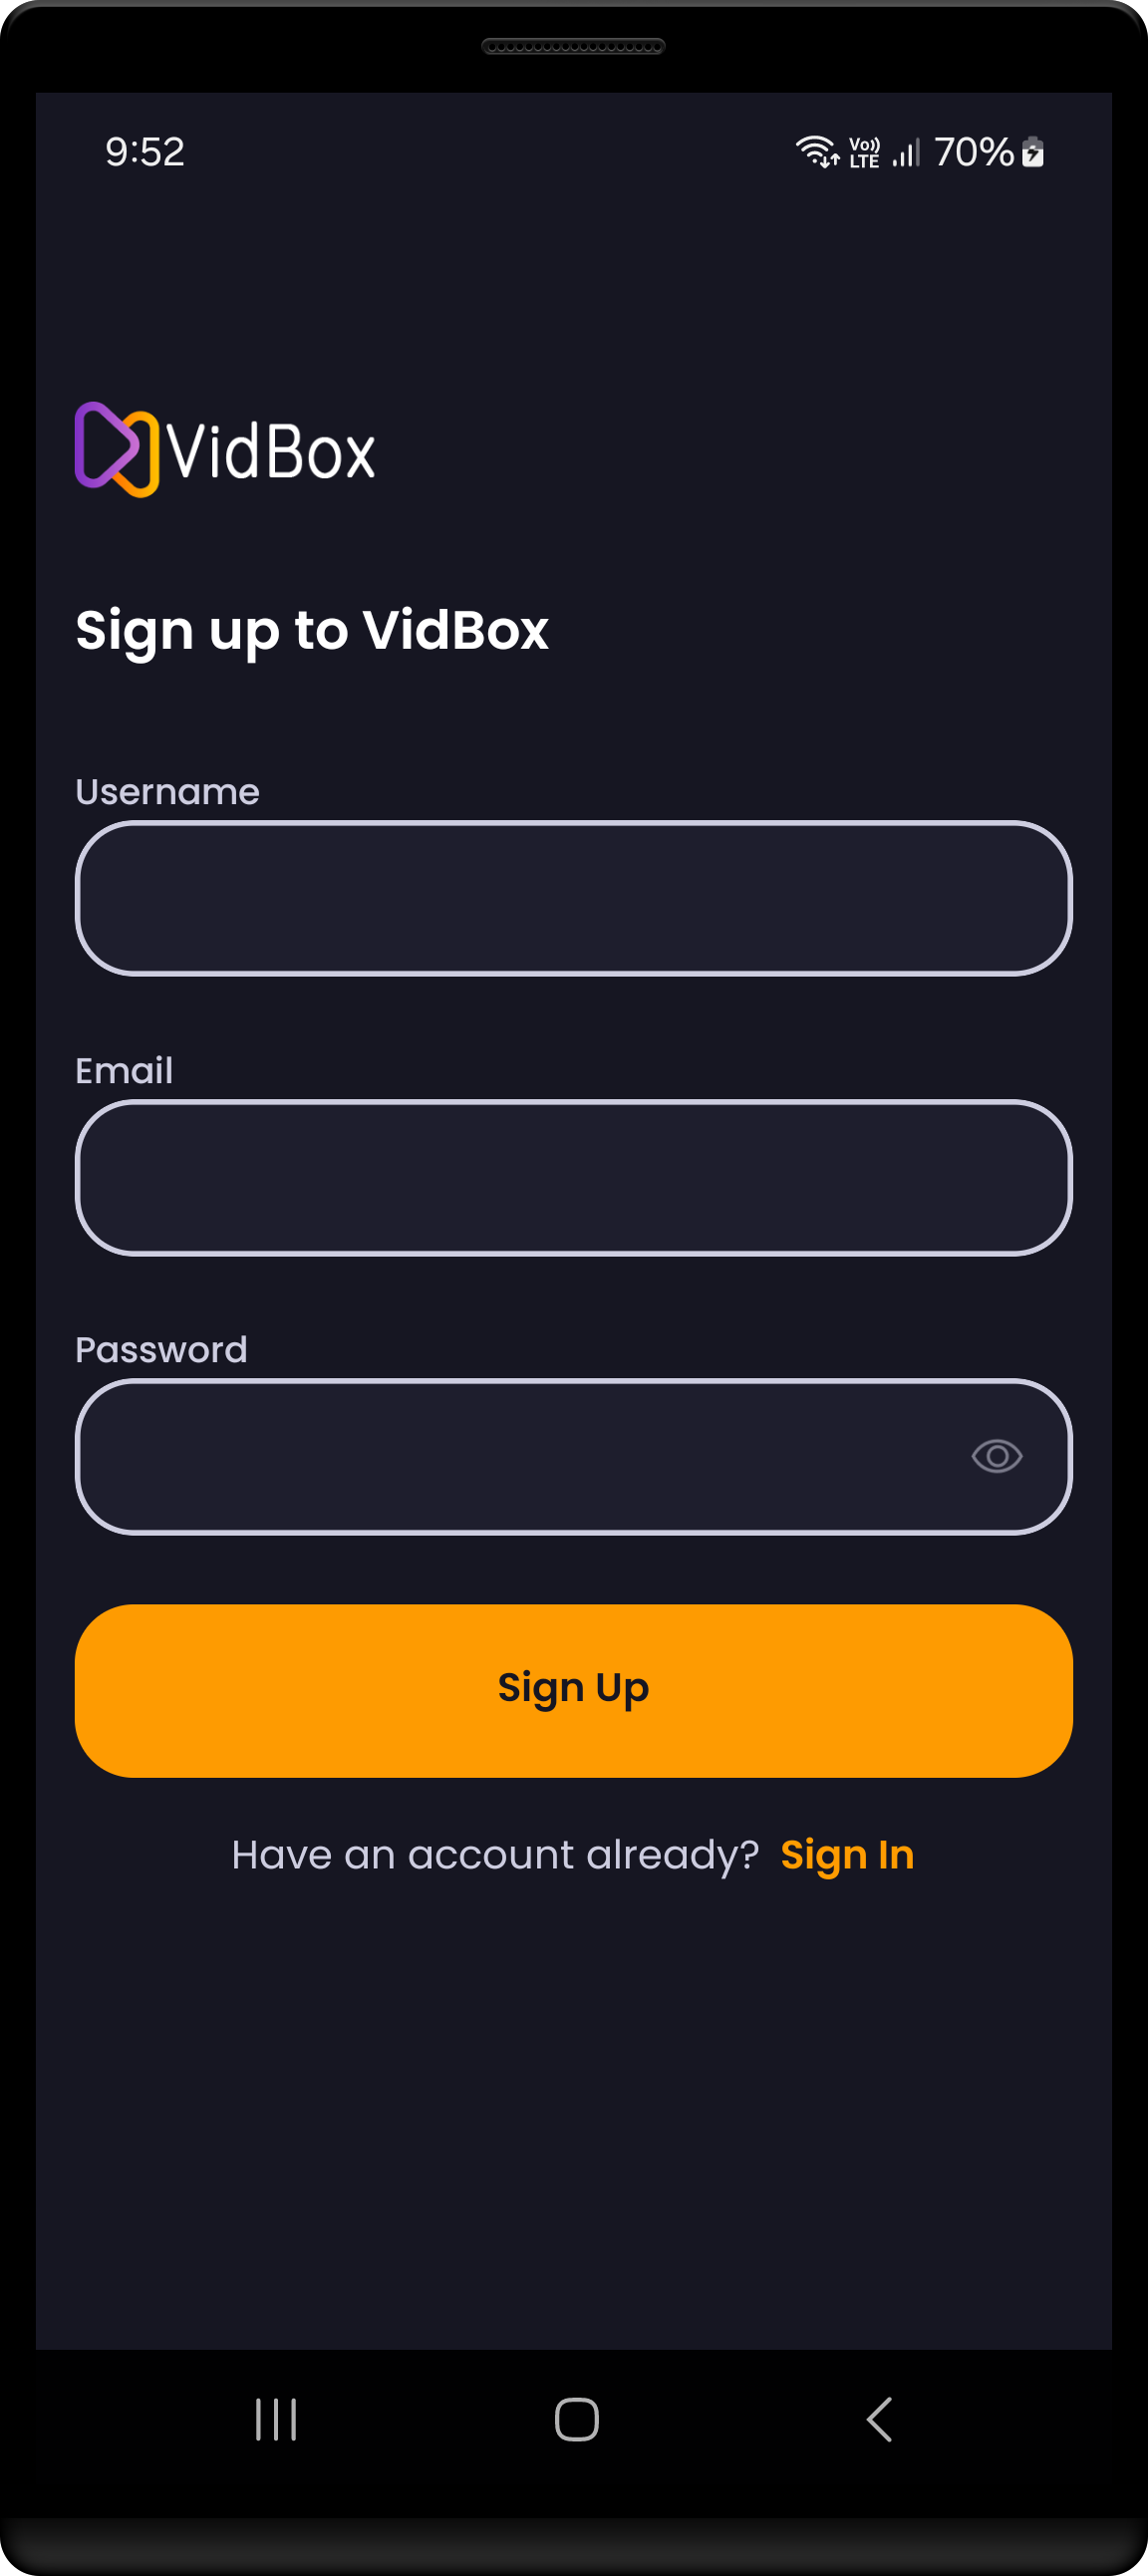 9:52 Vo)) LTE 70%
VidBox
Sign up to VidBox
Username
Email
Password
Sign Up
Have an account already? Sign In